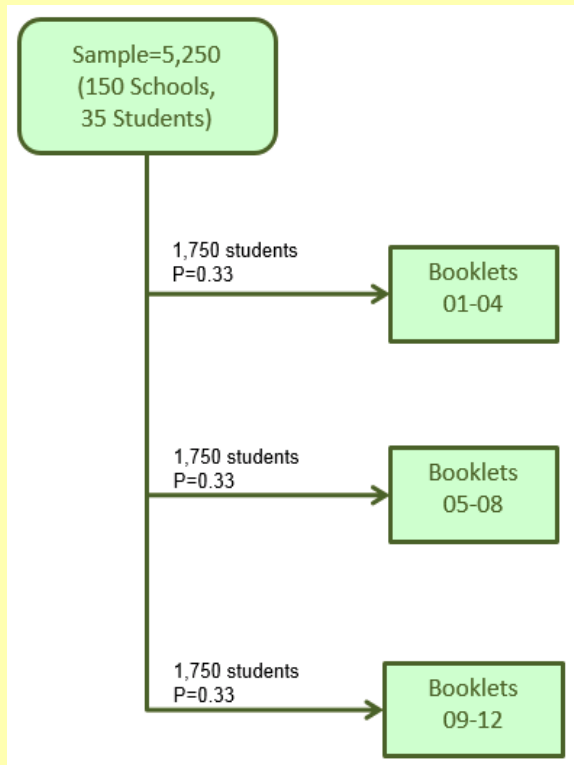 Sample=5,250
(150 Schools,
35 Students)
1,750 students
P=0.33
Booklets
01-04
1,750 students
P=0.33
Booklets
05-08
1,750 students
P=0.33
Booklets
09-12